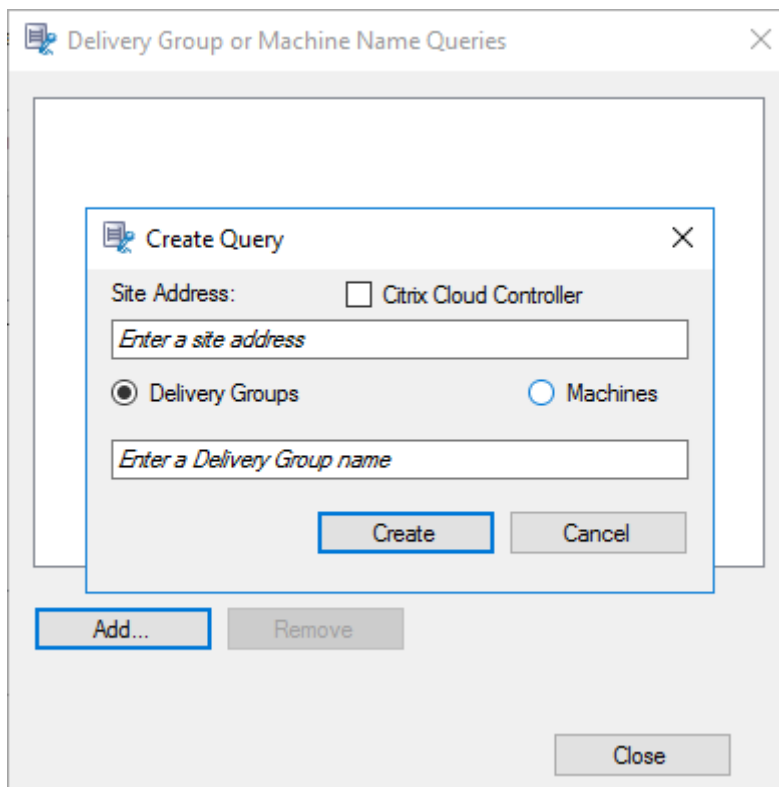 Delivery Group or Machine Name Queries
Create Query
Site Address: Citrix Cloud Controller
Enter a site address
Delivery Groups Machines
Enter a Delivery Group name
Create Cancel
Add... Remove
Close